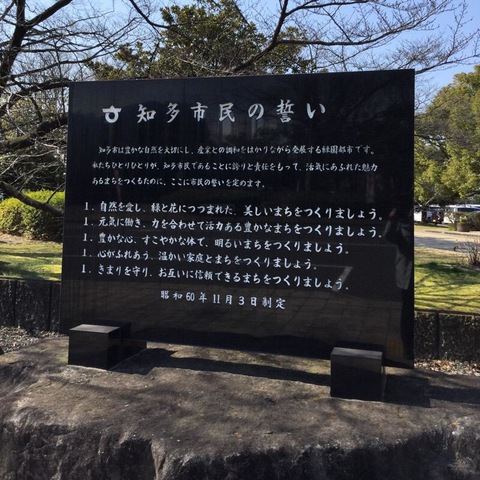 知多市民の誓い
知多市は豊かな自然を大切にし、産業との調和をはかりながら発展する緑園都市です。
私たちひとりひとりが、知多市民であることに誇りと責任をもって、活気にあふれた魅力
あるまちをつくるために、ここに市民の誓いを定めます。
1．自然を愛し、緑と花につつまれた、美しいまちをつくりましょう。
1．元気に働き、力を合わせて活力ある豊かなまちをつくりましょう。
1．豊かな心、すこやかな体で、明るいまちをつくりましょう。
1．心がふれあう、温かい家庭とまちをつくりましょう。
1．きまりを守り、お互いに信頼できるまちをつくりましょう。
昭和60年11月3日制定